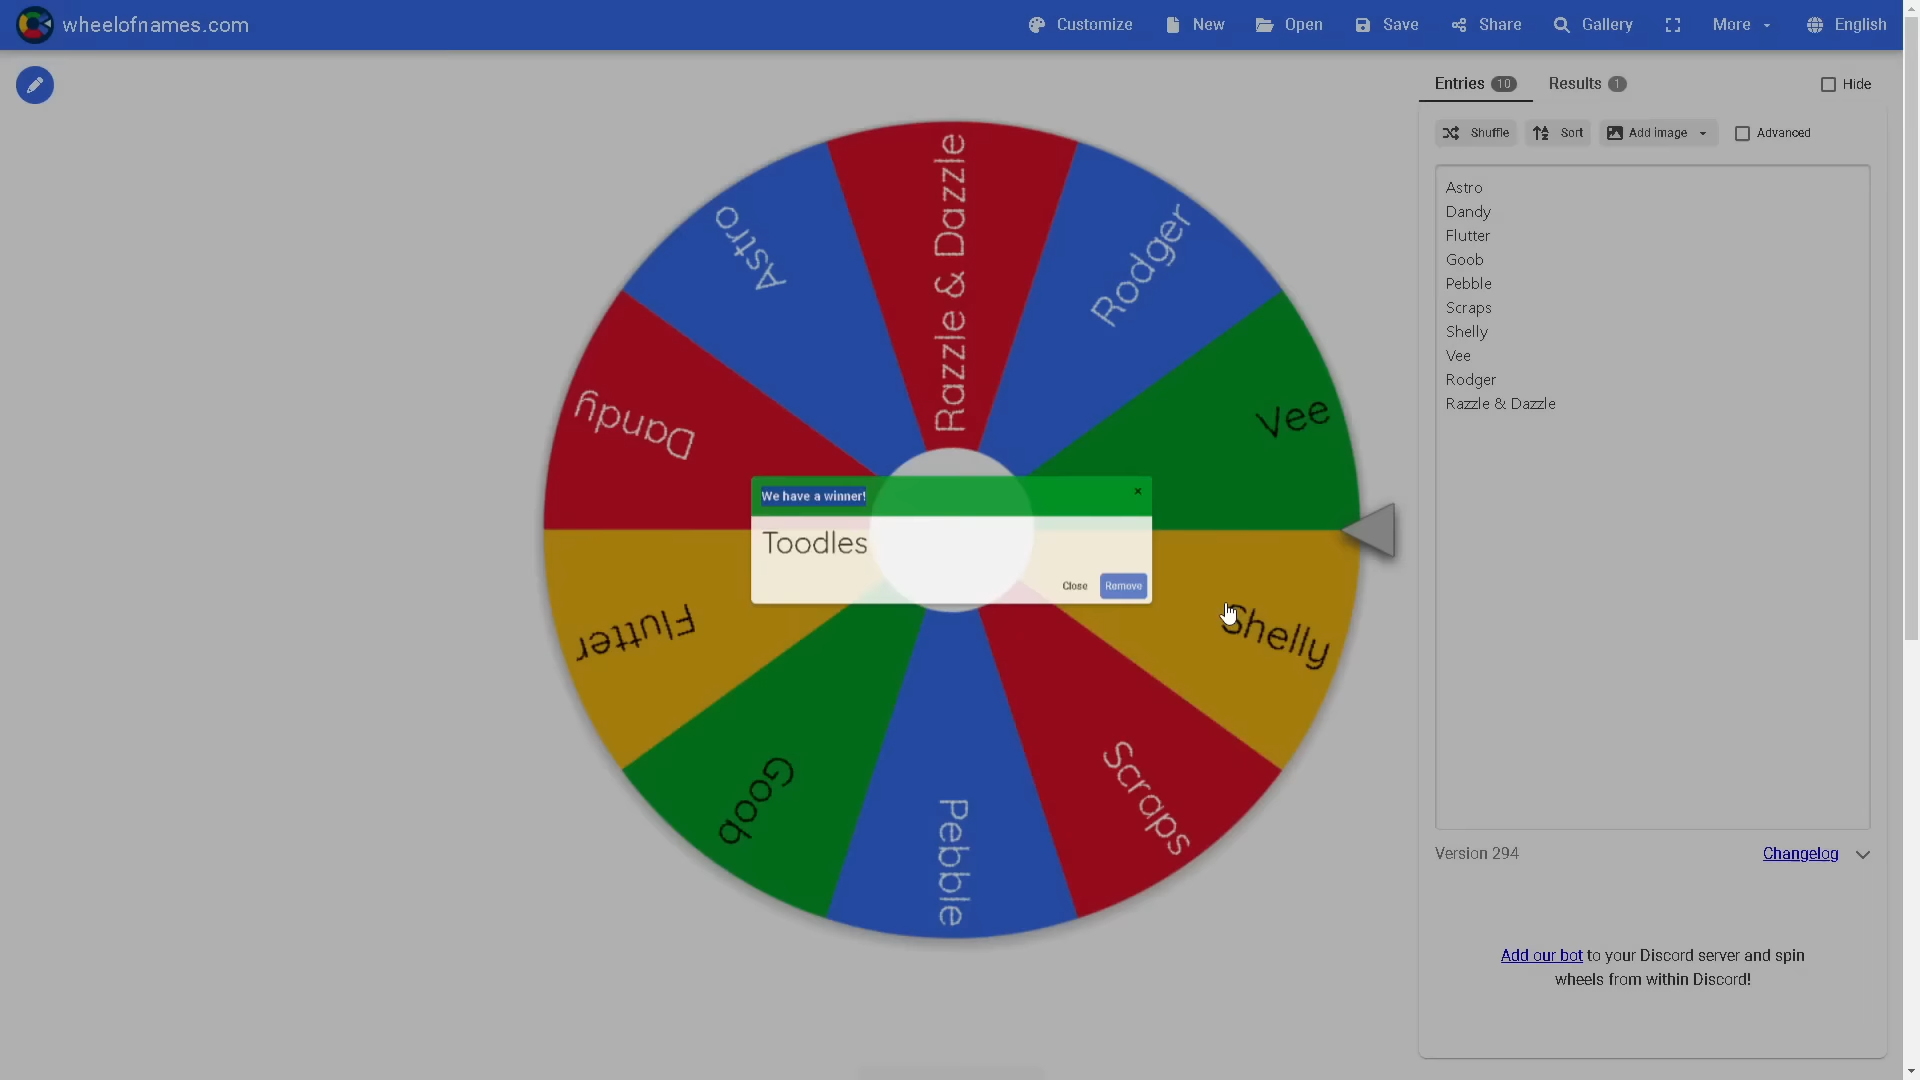 wheelofnames.com
Customize
New
Open
Save
Share
Gallery
More
English
Entries 10
Results 1
Hide
Shuffle
Sort
Add image
Advanced
Astro
Dandy
Flutter
Goob
Pebble
Scraps
Shelly
Vee
Rodger
Razzle & Dazzle
Razzle & Dazzle
Rodger
Vee
Shelly
Scraps
Pebble
Goob
Flutter
Dandy
Astro
We have a winner!
×
Toodles
Close
Remove
Version 294
Changelog
Add our bot to your Discord server and spin
wheels from within Discord!